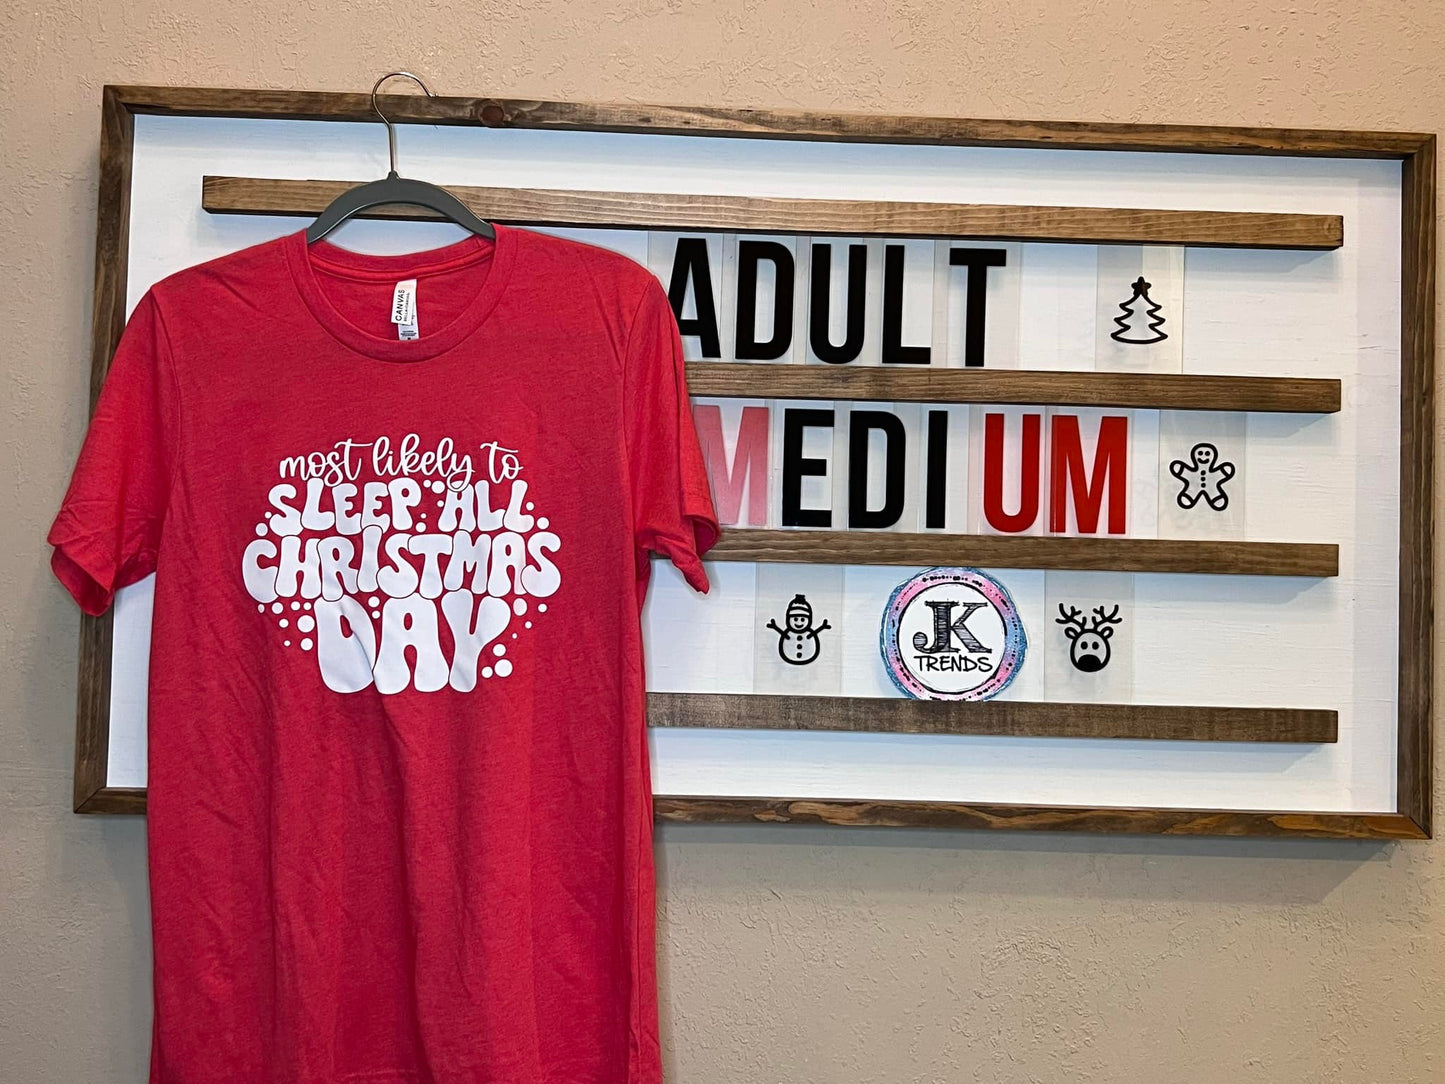 CANVAS
most likely to
SLEEP ALL
CHRISTMAS
DAY
ADULT
MEDIUM
JK
TRENDS